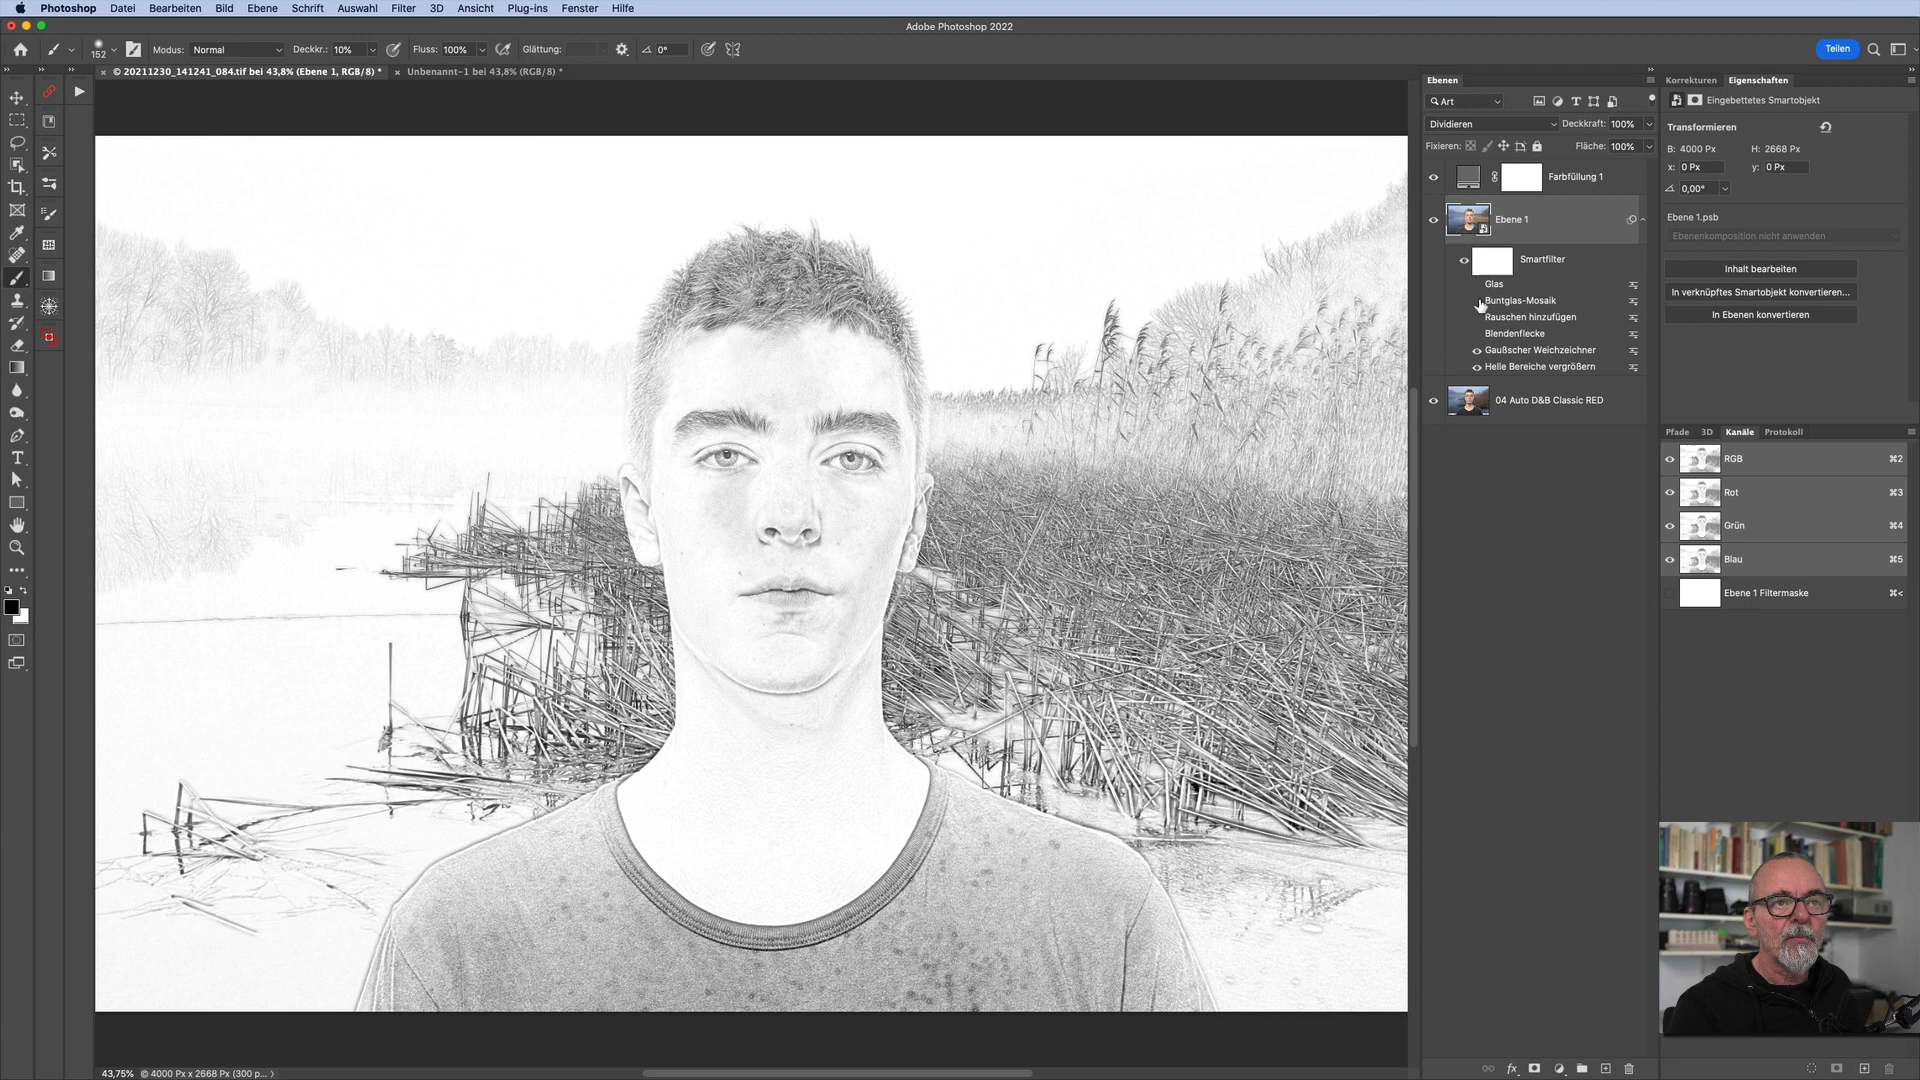 Photoshop Datei Bearbeiten Bild Ebene Schrift Auswahl Filter 3D Ansicht Plug-ins Fenster Hilfe
Adobe Photoshop 2022
152 Modus: Normal Deckkr.: 10% Fluss: 100% Glättung: 0° Teilen
× © 20211230_141241_084.tif bei 43,8% (Ebene 1, RGB/8) * × Unbenannt-1 bei 43,8% (RGB/8) *
Ebenen
Art
Dividieren Deckkraft: 100%
Fixieren: Fläche: 100%
Farbfüllung 1
Ebene 1
Smartfilter
Glas
Buntglas-Mosaik
Rauschen hinzufügen
Blendenflecke
Gaußscher Weichzeichner
Helle Bereiche vergrößern
04 Auto D&B Classic RED
Korrekturen Eigenschaften
Eingebettetes Smartobjekt
Transformieren
B: 4000 Px H: 2668 Px
x: 0 Px y: 0 Px
0,00°
Ebene 1.psb
Ebenenkomposition nicht anwenden
Inhalt bearbeiten
In verknüpftes Smartobjekt konvertieren...
In Ebenen konvertieren
Pfade 3D Kanäle Protokoll
RGB ⌘2
Rot ⌘3
Grün ⌘4
Blau ⌘5
Ebene 1 Filtermaske ⌘<
43,75% © 4000 Px x 2668 Px (300 p...
fx